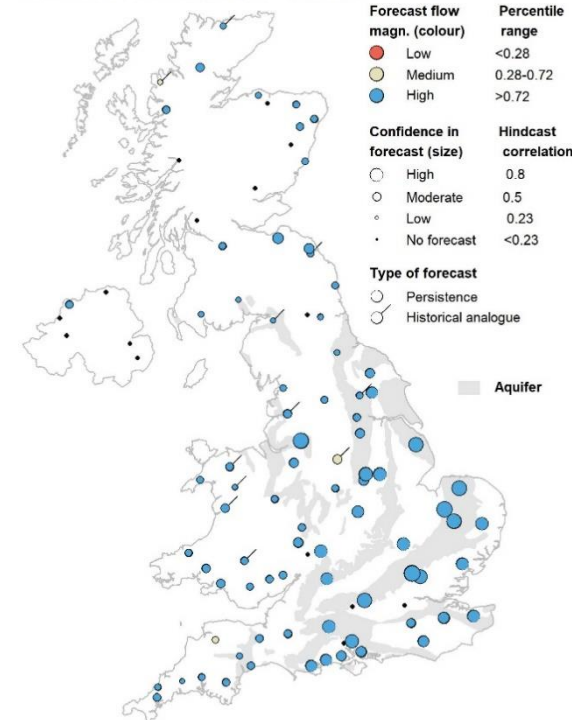 Forecast flow Percentile
magn. (colour) range
Low <0.28
Medium 0.28-0.72
High >0.72
Confidence in Hindcast
forecast (size) correlation
High 0.8
Moderate 0.5
Low 0.23
No forecast <0.23
Type of forecast
Persistence
Historical analogue
Aquifer